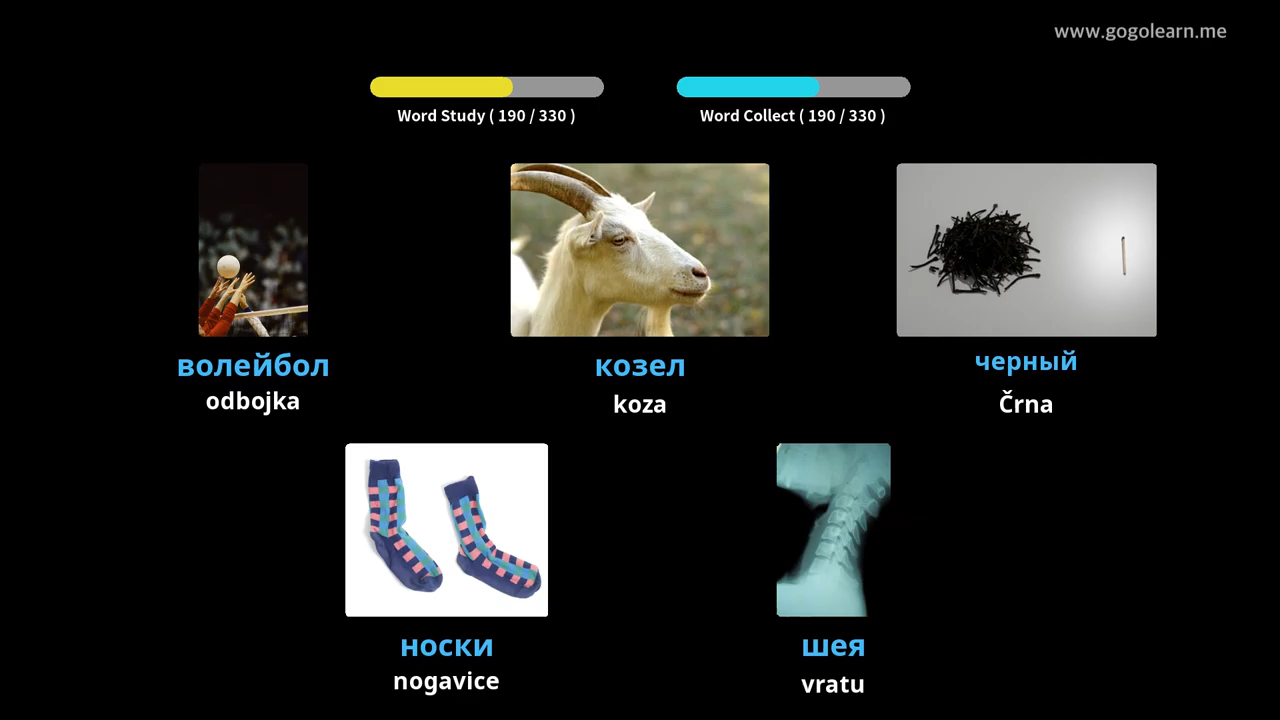 www.gogolearn.me
Word Study ( 190 / 330 )
Word Collect ( 190 / 330 )
волейбол
odbojka
козел
koza
черный
Črna
носки
nogavice
шея
vratu